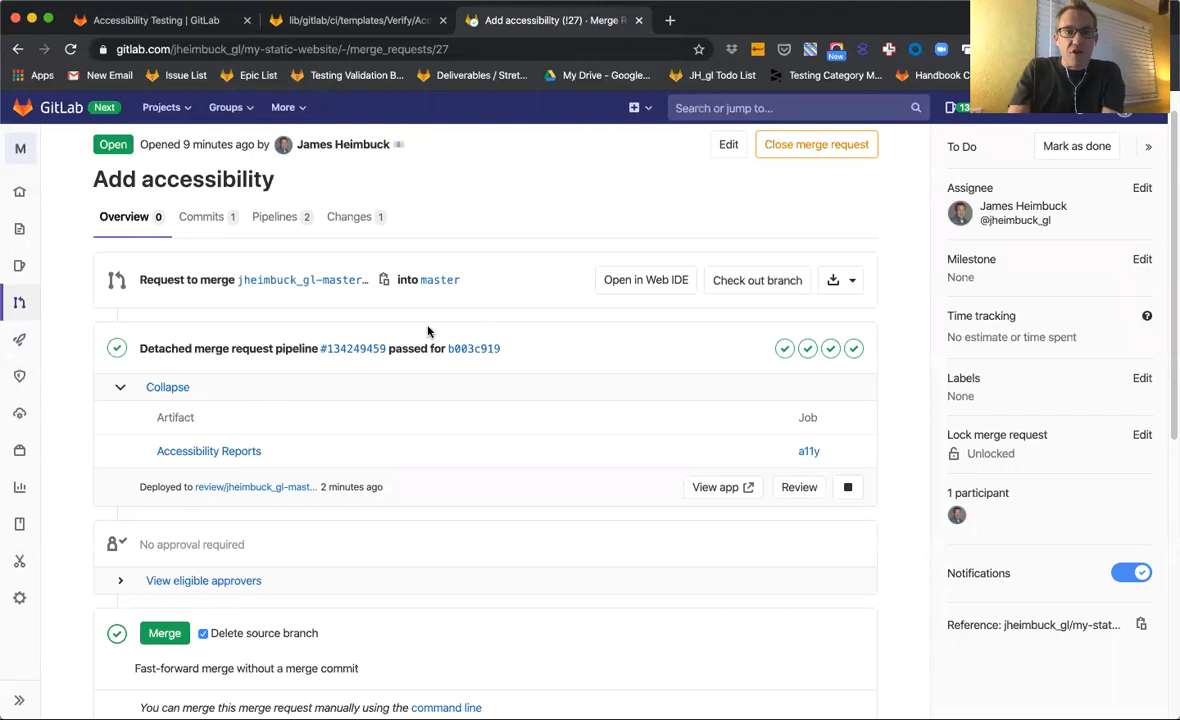 Accessibility Testing | GitLab
lib/gitlab/ci/templates/Verify/Acc
Add accessibility (!27) · Merge R
gitlab.com/jheimbuck_gl/my-static-website/-/merge_requests/27
New
Apps
New Email
Issue List
Epic List
Testing Validation B...
Deliverables / Stret...
My Drive - Google...
JH_gl Todo List
Testing Category M...
Handbook C
GitLab
Next
Projects
Groups
More
Search or jump to...
13
M
Open
Opened 9 minutes ago by
James Heimbuck
Edit
Close merge request
Add accessibility
Overview 0
Commits 1
Pipelines 2
Changes 1
Request to merge jheimbuck_gl-master... into master
Open in Web IDE
Check out branch
Detached merge request pipeline #134249459 passed for b003c919
Collapse
Artifact
Job
Accessibility Reports
a11y
Deployed to review/jheimbuck_gl-mast... 2 minutes ago
View app
Review
No approval required
View eligible approvers
Merge
Delete source branch
Fast-forward merge without a merge commit
You can merge this merge request manually using the command line
To Do
Mark as done
»
Assignee
Edit
James Heimbuck
@jheimbuck_gl
Milestone
Edit
None
Time tracking
No estimate or time spent
Labels
Edit
None
Lock merge request
Edit
Unlocked
1 participant
Notifications
Reference: jheimbuck_gl/my-stat...